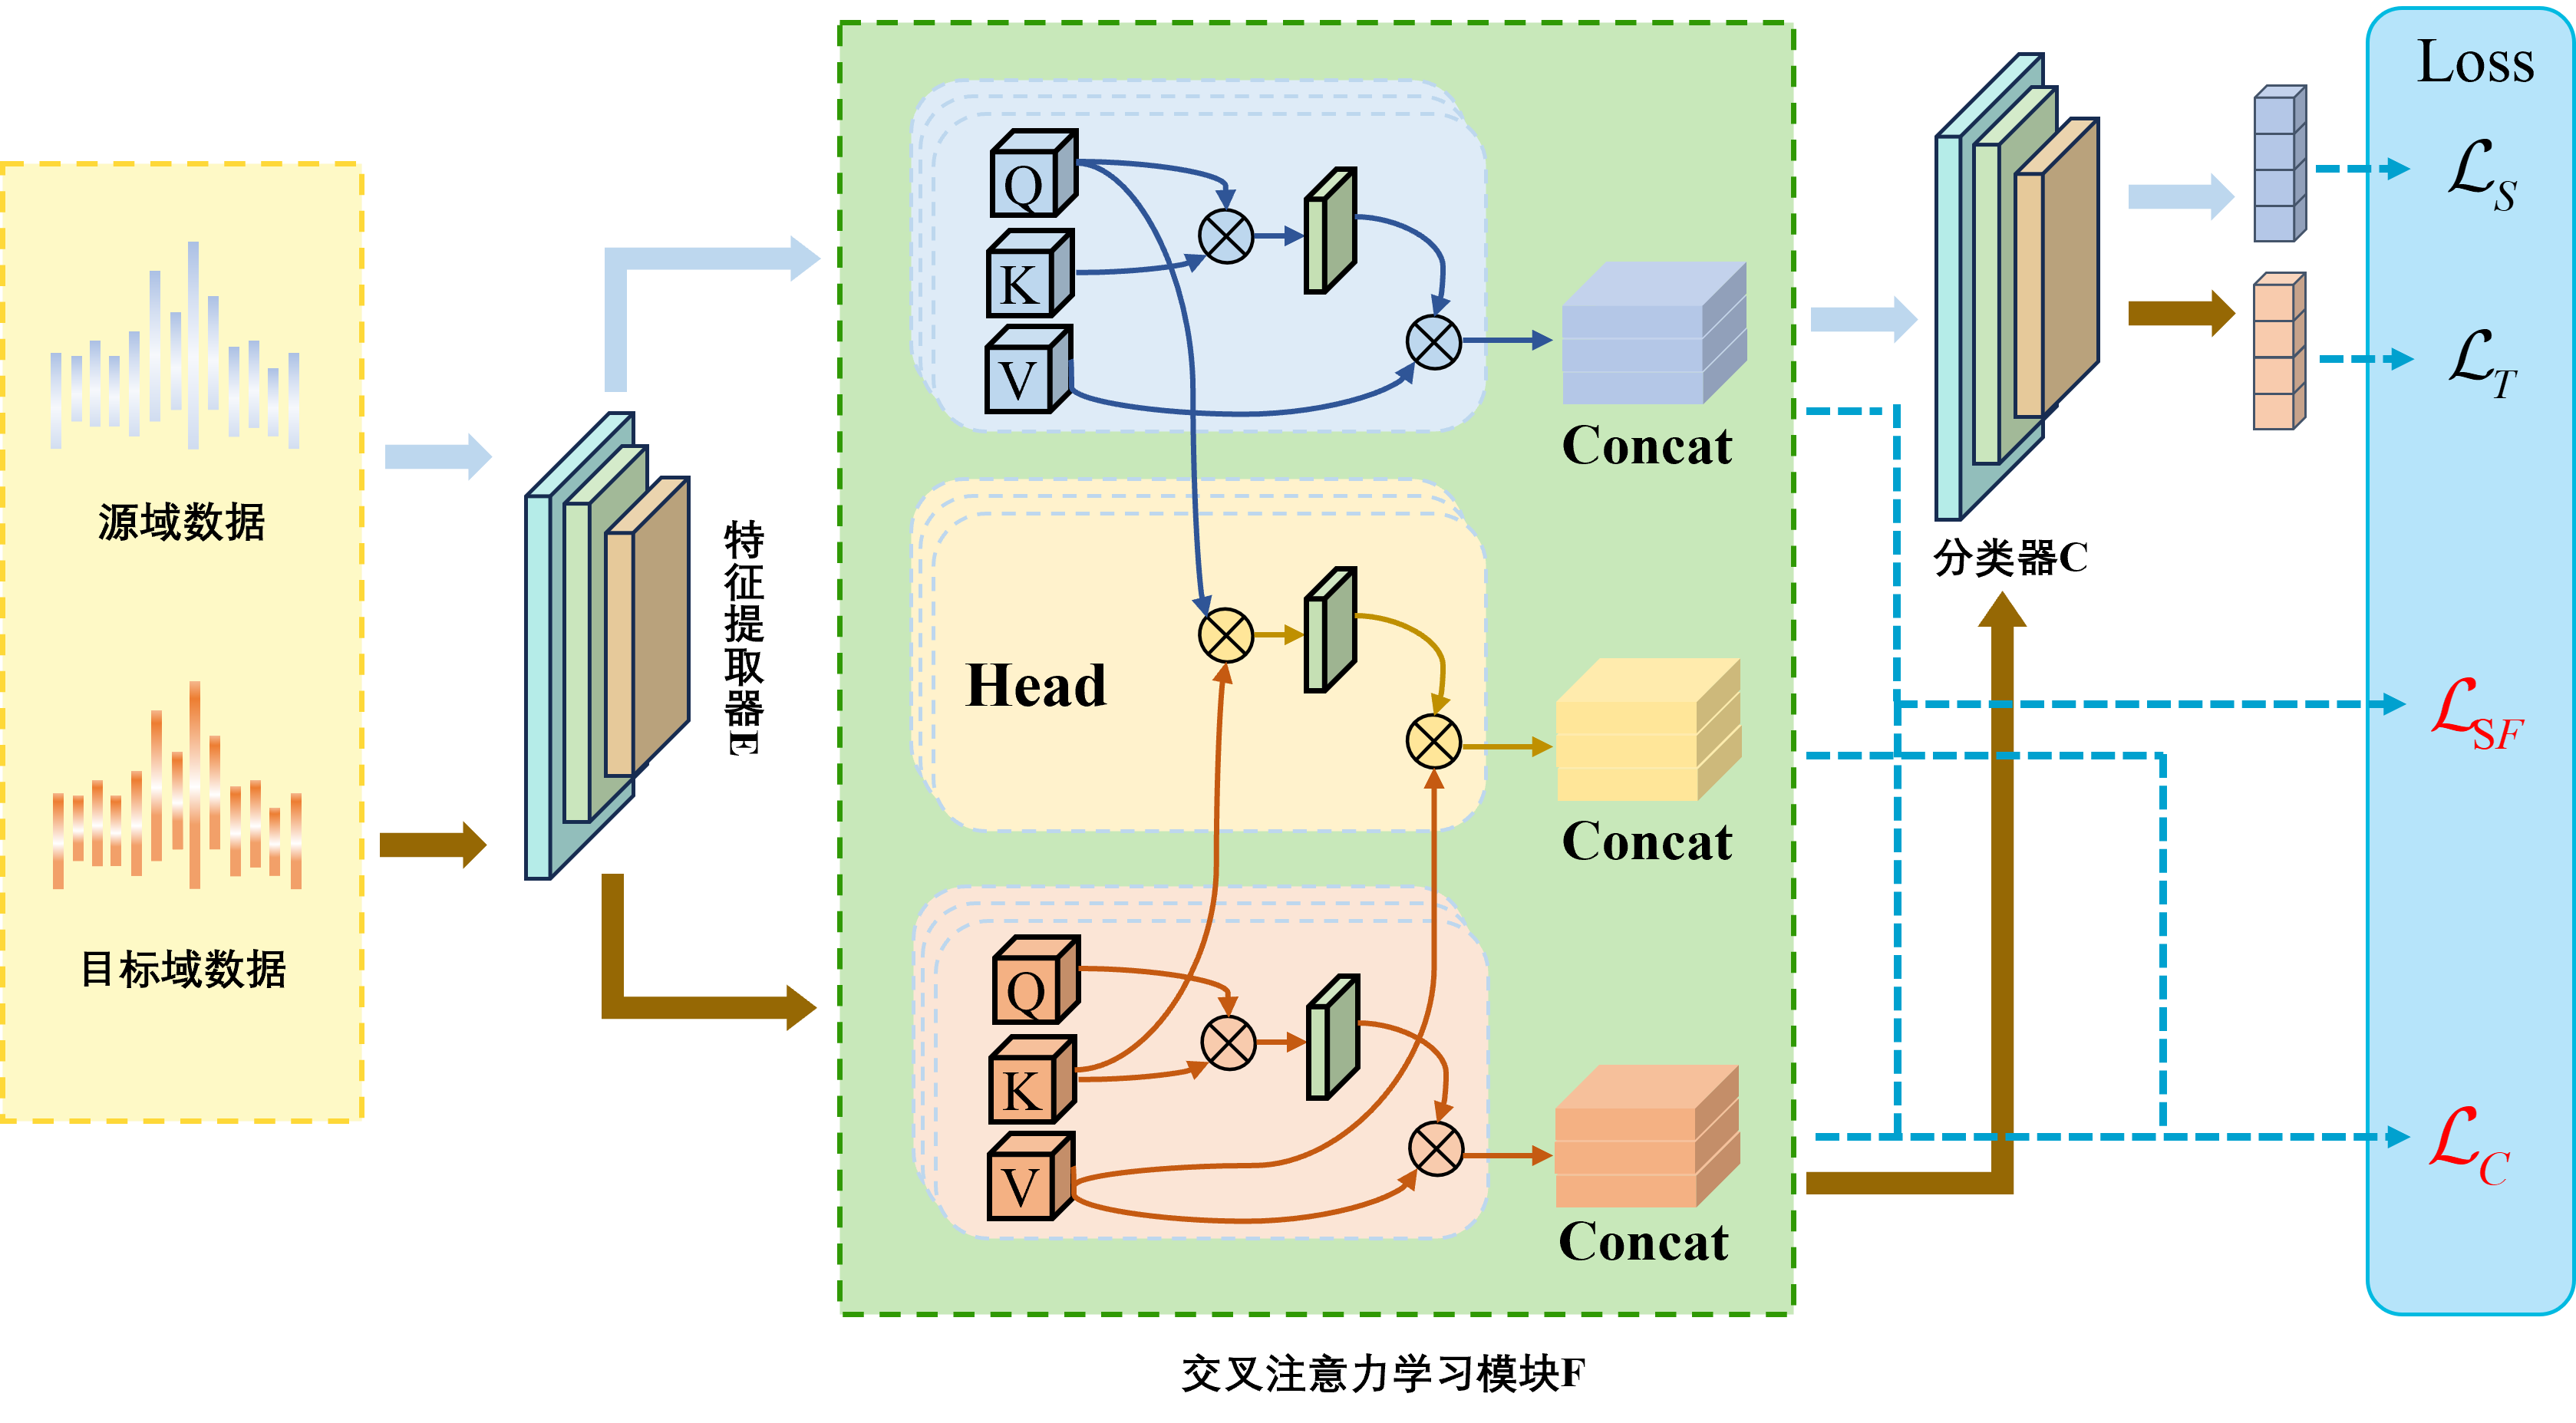 源域数据
目标域数据
特征提取器E
Q
K
V
Concat
Head
Concat
Q
K
V
Concat
交叉注意力学习模块F
分类器C
Loss
ℒS
ℒT
ℒSF
ℒC